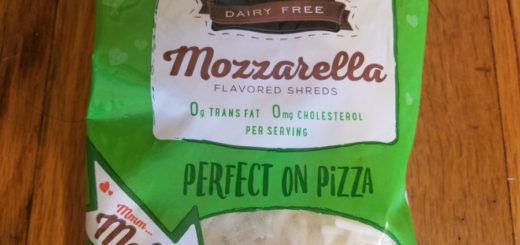 DAIRY FREE
Mozzarella
FLAVORED SHREDS
0g TRANS FAT 0mg CHOLESTEROL
PER SERVING
PERFECT ON PIZZA
Mmm...